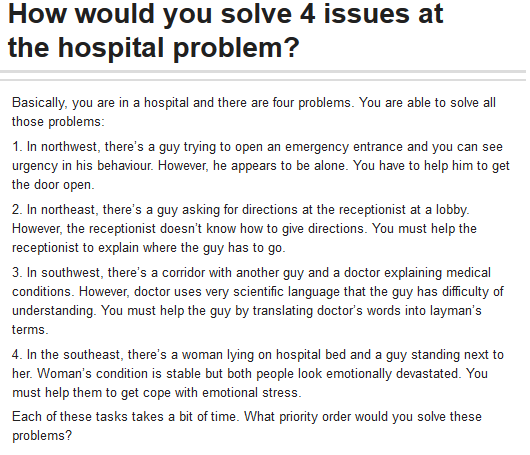 How would you solve 4 issues at
the hospital problem?
Basically, you are in a hospital and there are four problems. You are able to solve all
those problems:
1. In northwest, there's a guy trying to open an emergency entrance and you can see
urgency in his behaviour. However, he appears to be alone. You have to help him to get
the door open.
2. In northeast, there's a guy asking for directions at the receptionist at a lobby.
However, the receptionist doesn't know how to give directions. You must help the
receptionist to explain where the guy has to go.
3. In southwest, there's a corridor with another guy and a doctor explaining medical
conditions. However, doctor uses very scientific language that the guy has difficulty of
understanding. You must help the guy by translating doctor's words into layman's
terms.
4. In the southeast, there's a woman lying on hospital bed and a guy standing next to
her. Woman's condition is stable but both people look emotionally devastated. You
must help them to get cope with emotional stress.
Each of these tasks takes a bit of time. What priority order would you solve these
problems?